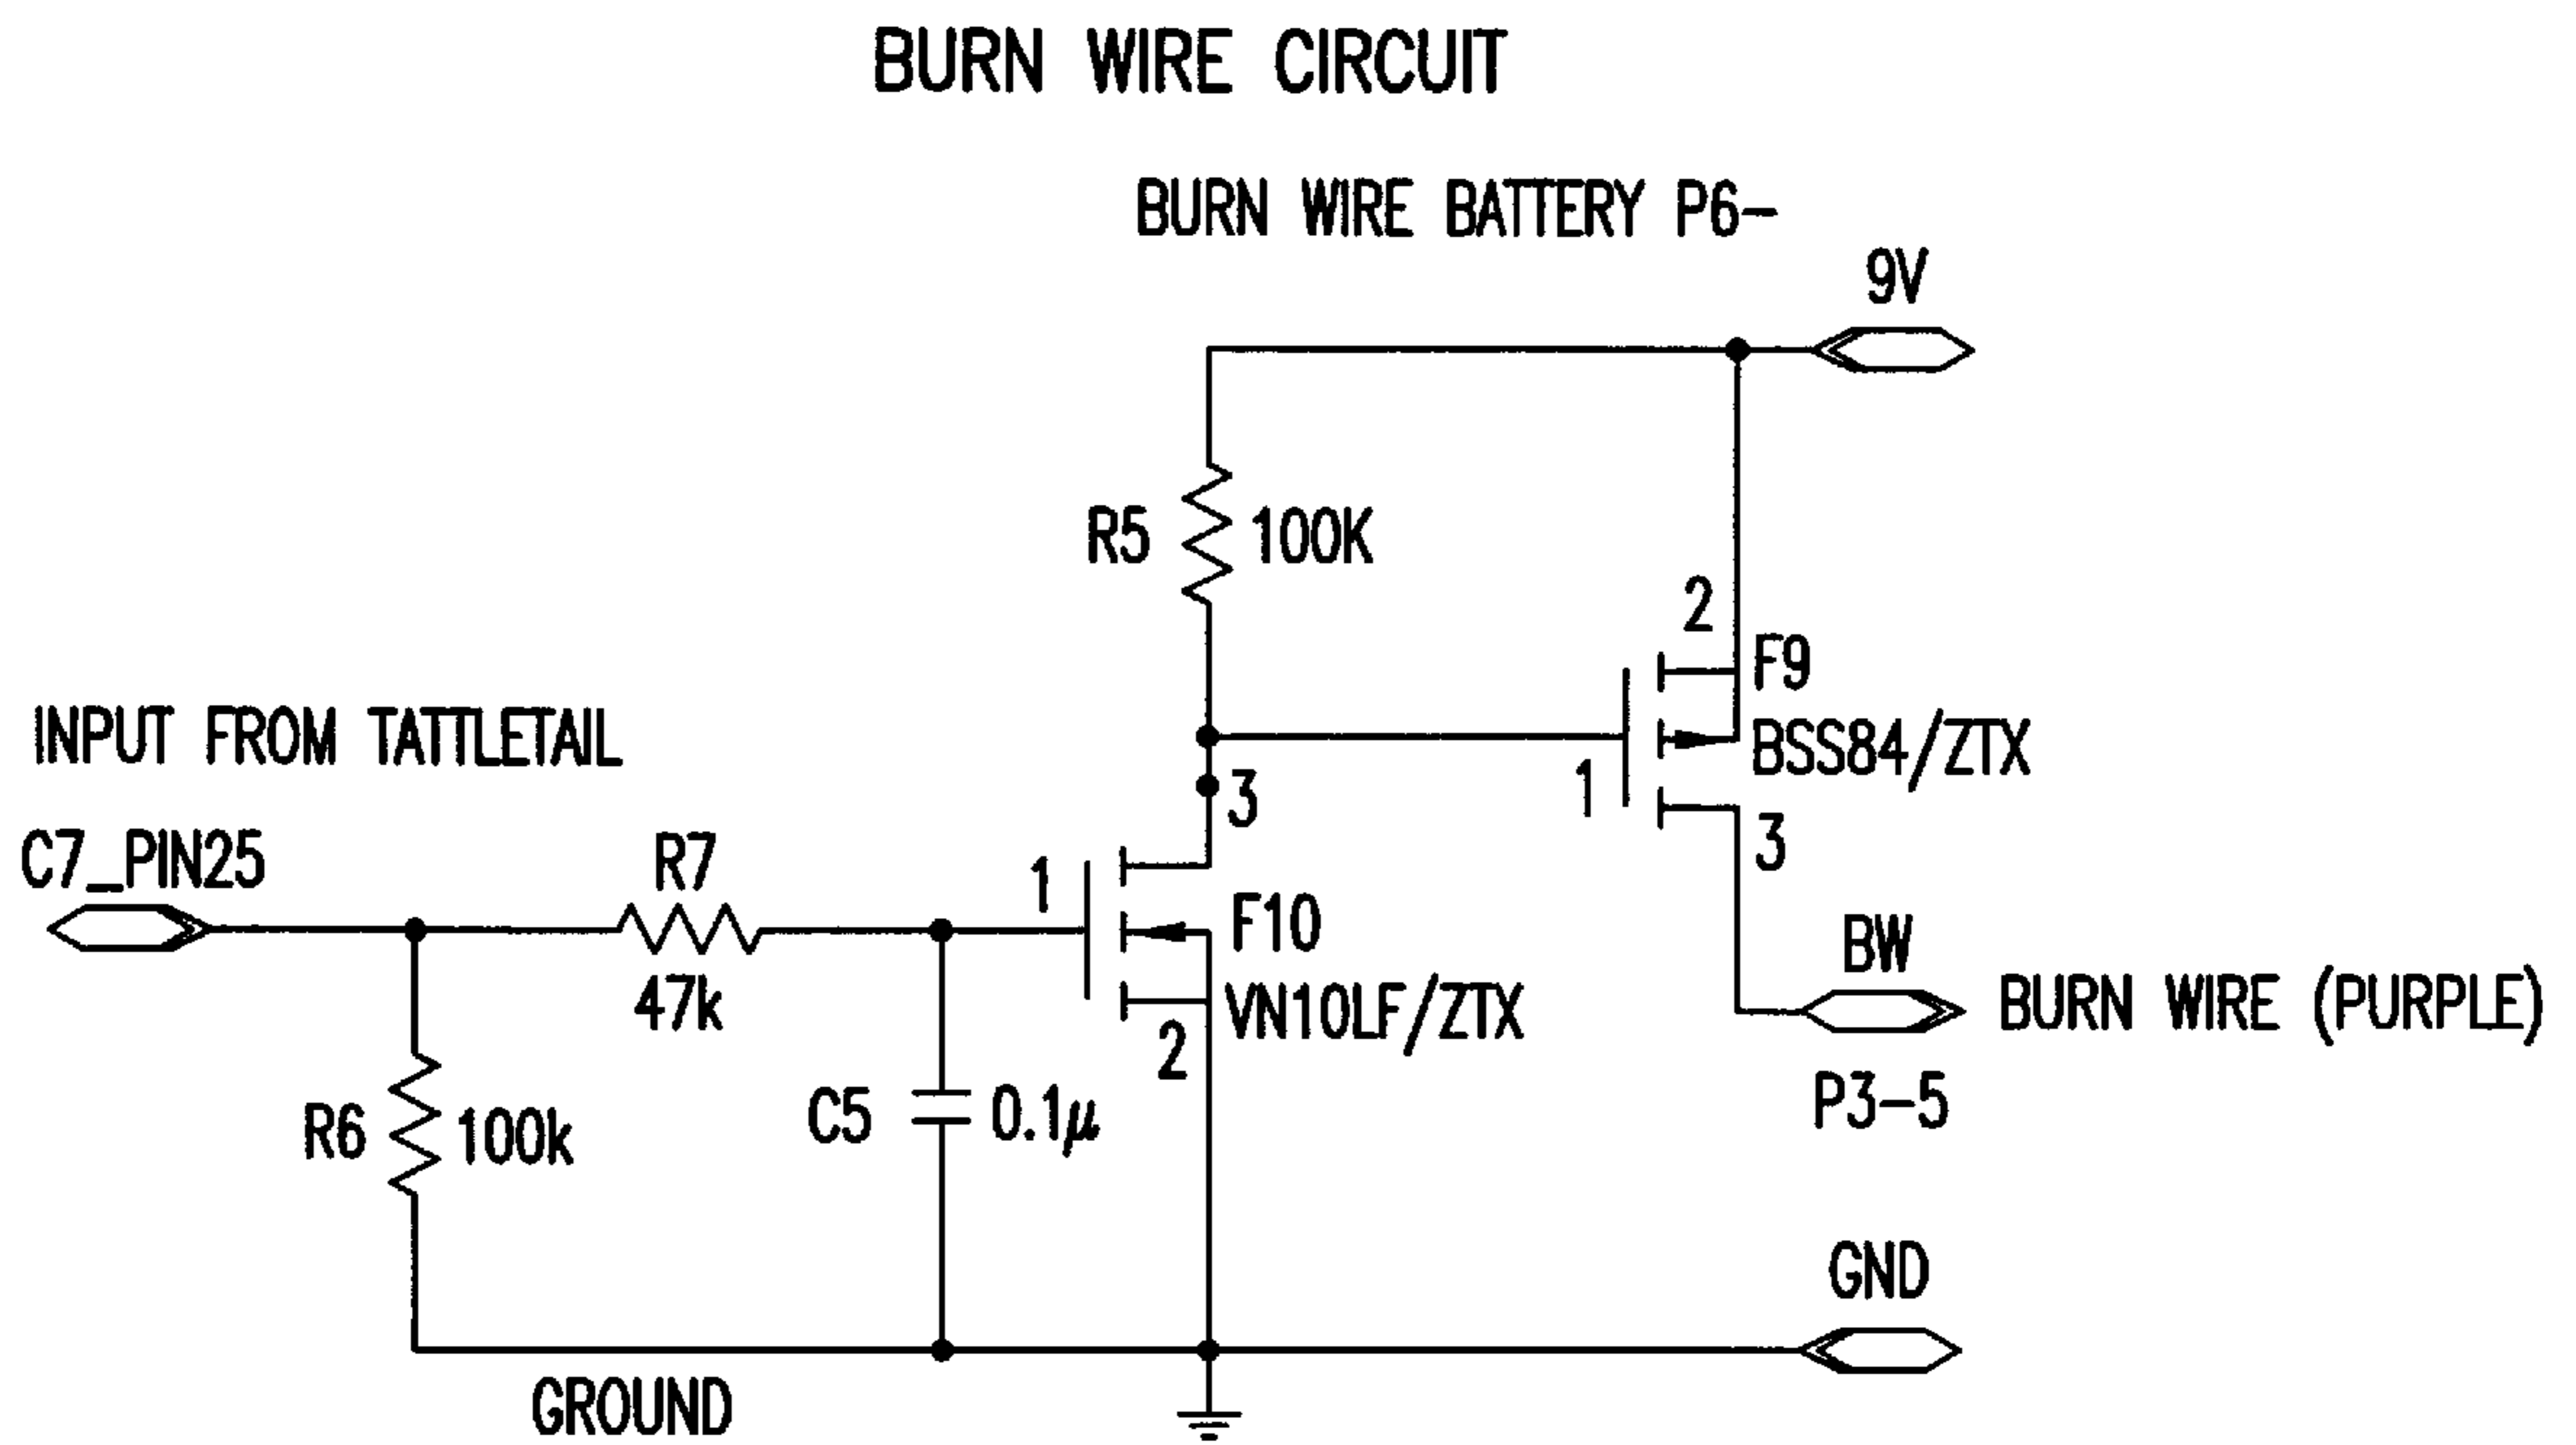 BURN WIRE CIRCUIT
BURN WIRE BATTERY P6-
9V
R5 100K
2
F9
INPUT FROM TATTLETAIL
BSS84/ZTX
1
3
3
C7_PIN25
R7
1
F10
BW
BURN WIRE (PURPLE)
47k
VN10LF/ZTX
2
P3-5
R6 100k
C5 0.1μ
GND
GROUND